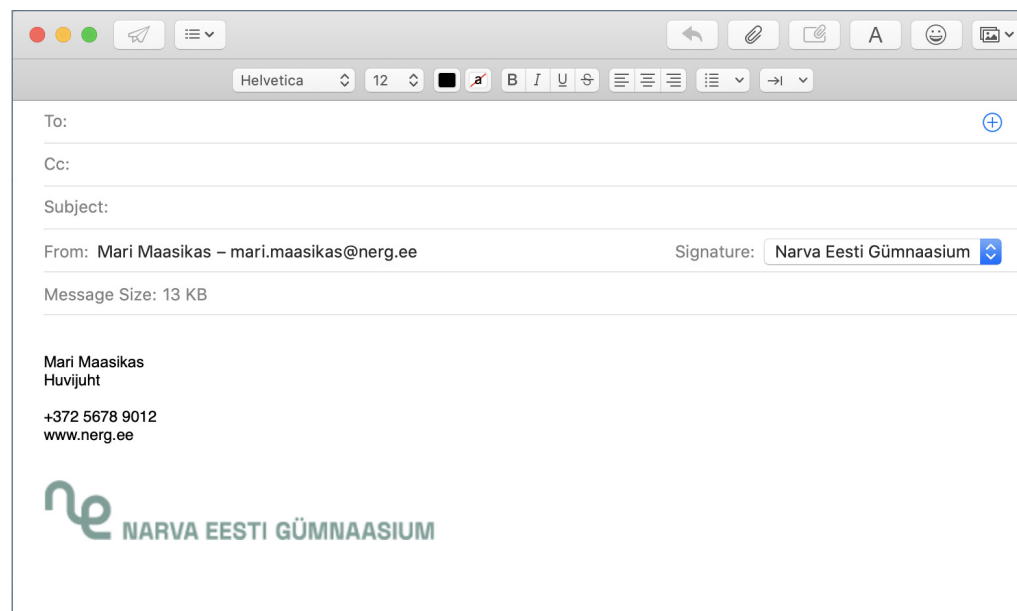 Helvetica 12 a B I U S
To:
Cc:
Subject:
From: Mari Maasikas – mari.maasikas@nerg.ee Signature: Narva Eesti Gümnaasium
Message Size: 13 KB
Mari Maasikas
Huvijuht
+372 5678 9012
www.nerg.ee
ne NARVA EESTI GÜMNAASIUM